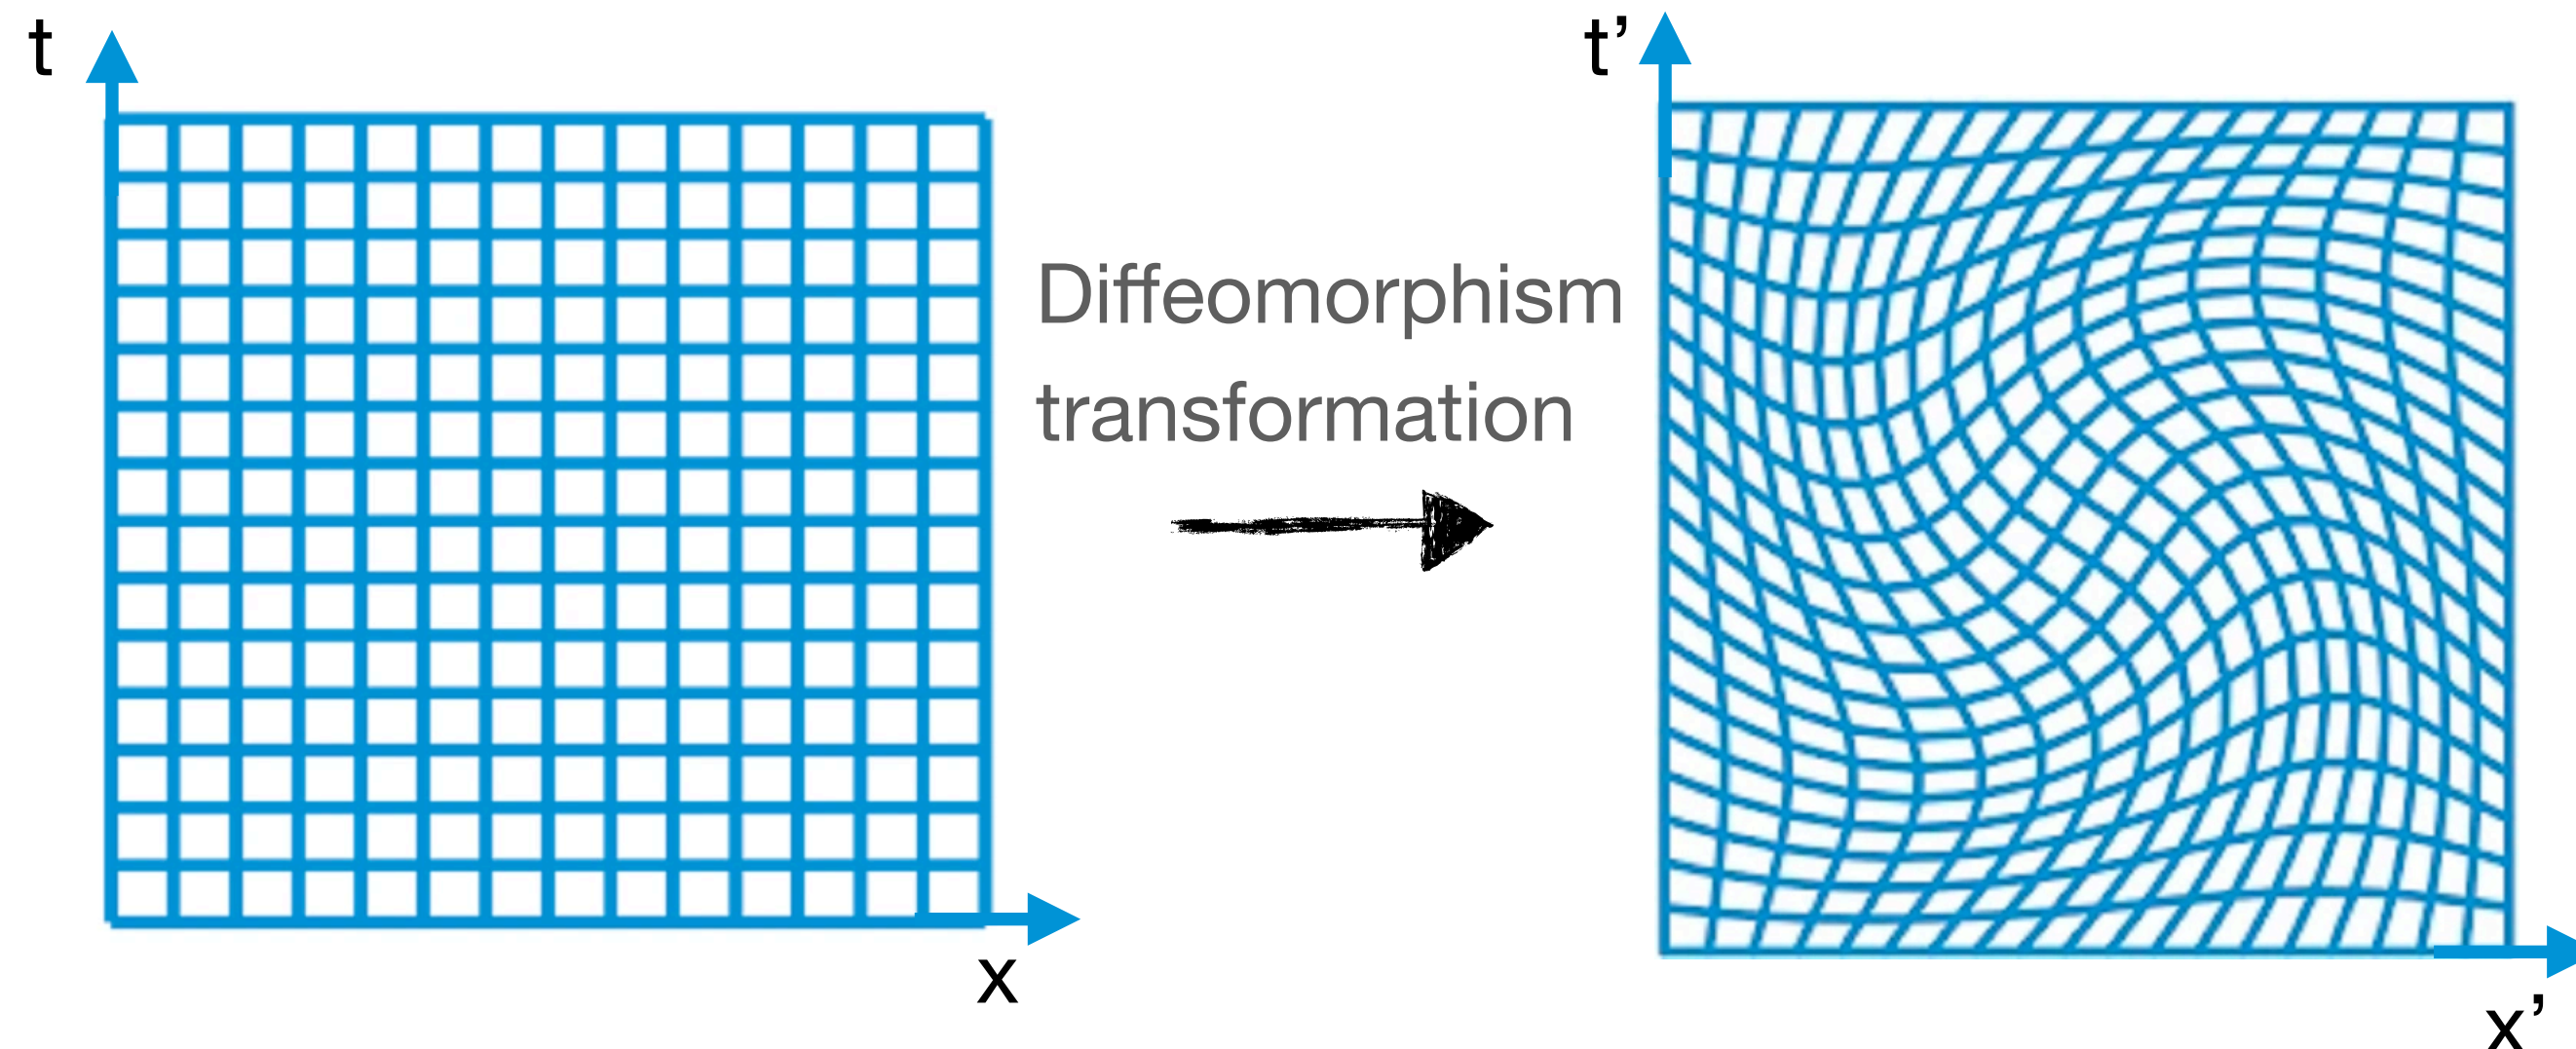 t
t’
Diffeomorphism
transformation
x
x’